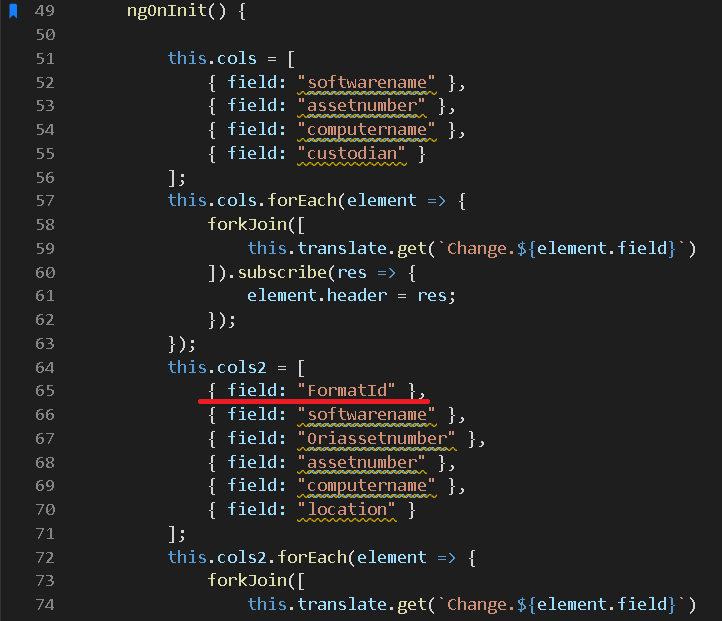 49 ngOnInit() {
50
51 this.cols = [
52 { field: "softwarename" },
53 { field: "assetnumber" },
54 { field: "computername" },
55 { field: "custodian" }
56 ];
57 this.cols.forEach(element => {
58 forkJoin([
59 this.translate.get(`Change.${element.field}`)
60 ]).subscribe(res => {
61 element.header = res;
62 });
63 });
64 this.cols2 = [
65 { field: "FormatId" },
66 { field: "softwarename" },
67 { field: "Oriassetnumber" },
68 { field: "assetnumber" },
69 { field: "computername" },
70 { field: "location" }
71 ];
72 this.cols2.forEach(element => {
73 forkJoin([
74 this.translate.get(`Change.${element.field}`)